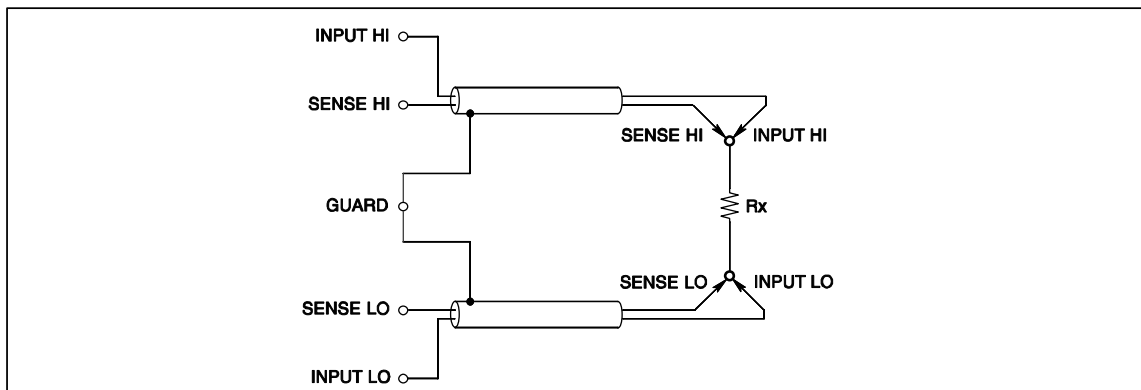 INPUT HI
SENSE HI
SENSE HI INPUT HI
GUARD
Rx
SENSE LO INPUT LO
SENSE LO
INPUT LO